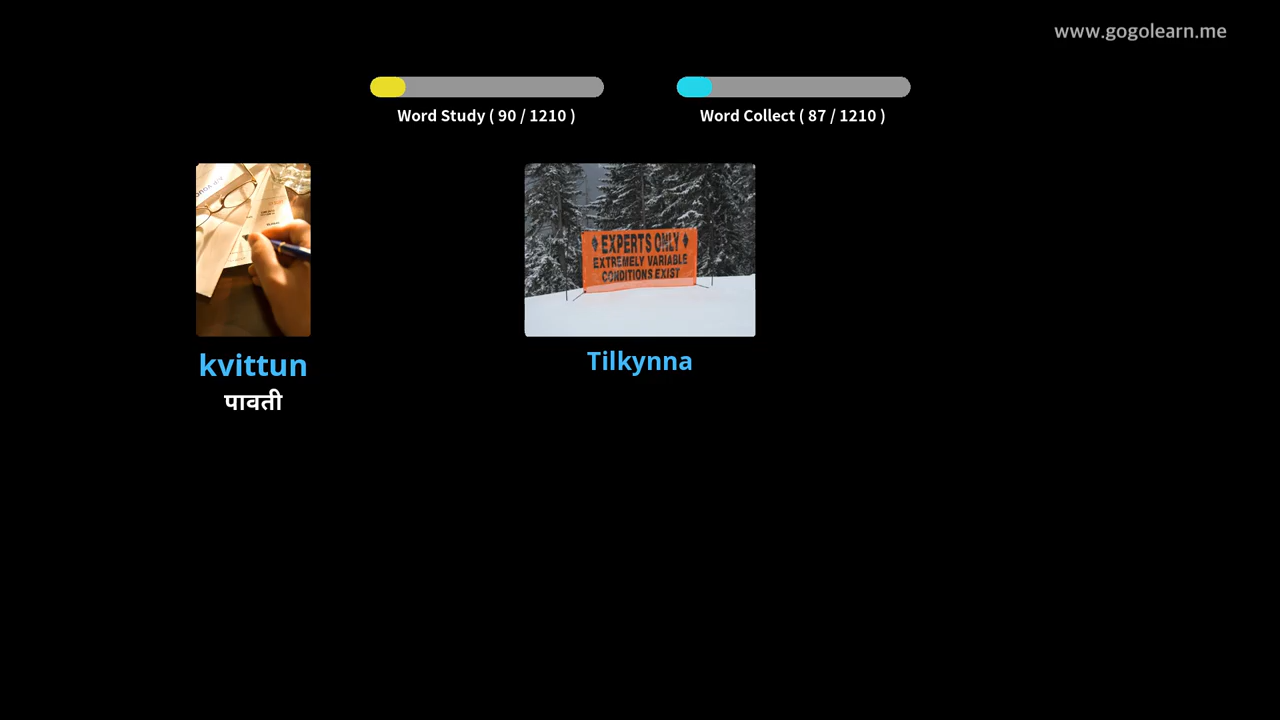 www.gogolearn.me
Word Study ( 90 / 1210 )
Word Collect ( 87 / 1210 )
EXPERTS ONLY
EXTREMELY VARIABLE
CONDITIONS EXIST
kvittun
पावती
Tilkynna